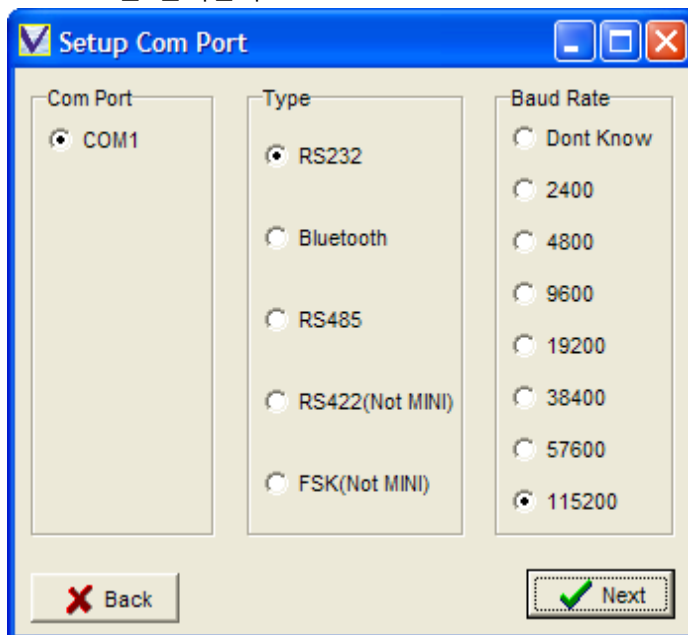 Setup Com Port
Com Port
COM1
Type
RS232
Bluetooth
RS485
RS422(Not MINI)
FSK(Not MINI)
Baud Rate
Dont Know
2400
4800
9600
19200
38400
57600
115200
Back
Next